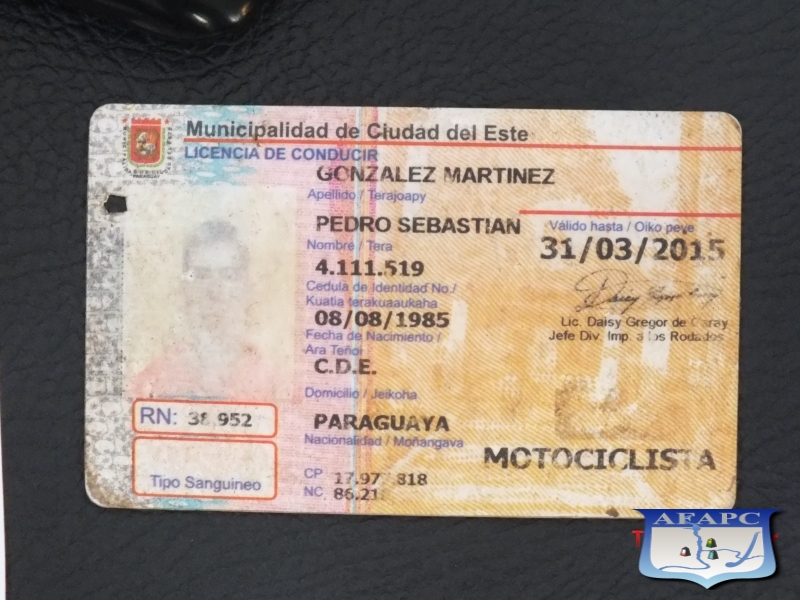 Municipalidad de Ciudad del Este
LICENCIA DE CONDUCIR
GONZALEZ MARTINEZ
Apellido / Terajoapy
PEDRO SEBASTIAN
Nombre / Tera
Válido hasta / Oiko peve
31/03/2015
4.111.519
Cedula de Identidad No./
Kuatia terakuaaukaha
08/08/1985
Fecha de Nacimiento /
Ara Teñoi
Lic. Daisy Gregor de Garay
Jefe Div. Imp. a los Rodados
C.D.E.
Domicilio / Jeikoha
RN: 38.952
PARAGUAYA
Nacionalidad / Moñangava
MOTOCICLISTA
Tipo Sanguineo
CP
NC
AFAPC